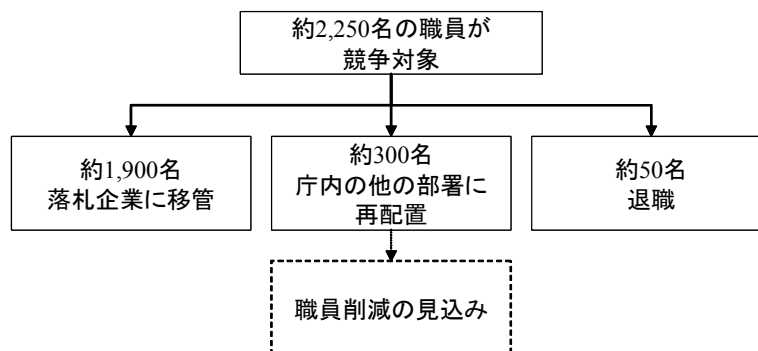 約2,250名の職員が
競争対象
約1,900名
落札企業に移管
約300名
庁内の他の部署に
再配置
約50名
退職
職員削減の見込み